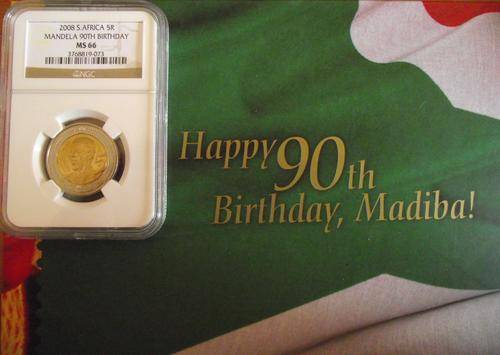 2008 S.AFRICA 5R
MANDELA 90TH BIRTHDAY
MS 66
3768819-073
NGC
Happy 90th
Birthday, Madiba!